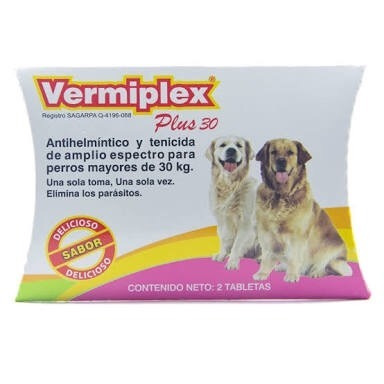 Vermiplex®
Registro SAGARPA Q-4196-088
Plus 30
Antihelmíntico y tenicida
de amplio espectro para
perros mayores de 30 kg.
Una sola toma, Una sola vez.
Elimina los parásitos.
DELICIOSO
SABOR
DELICIOSO
CONTENIDO NETO: 2 TABLETAS